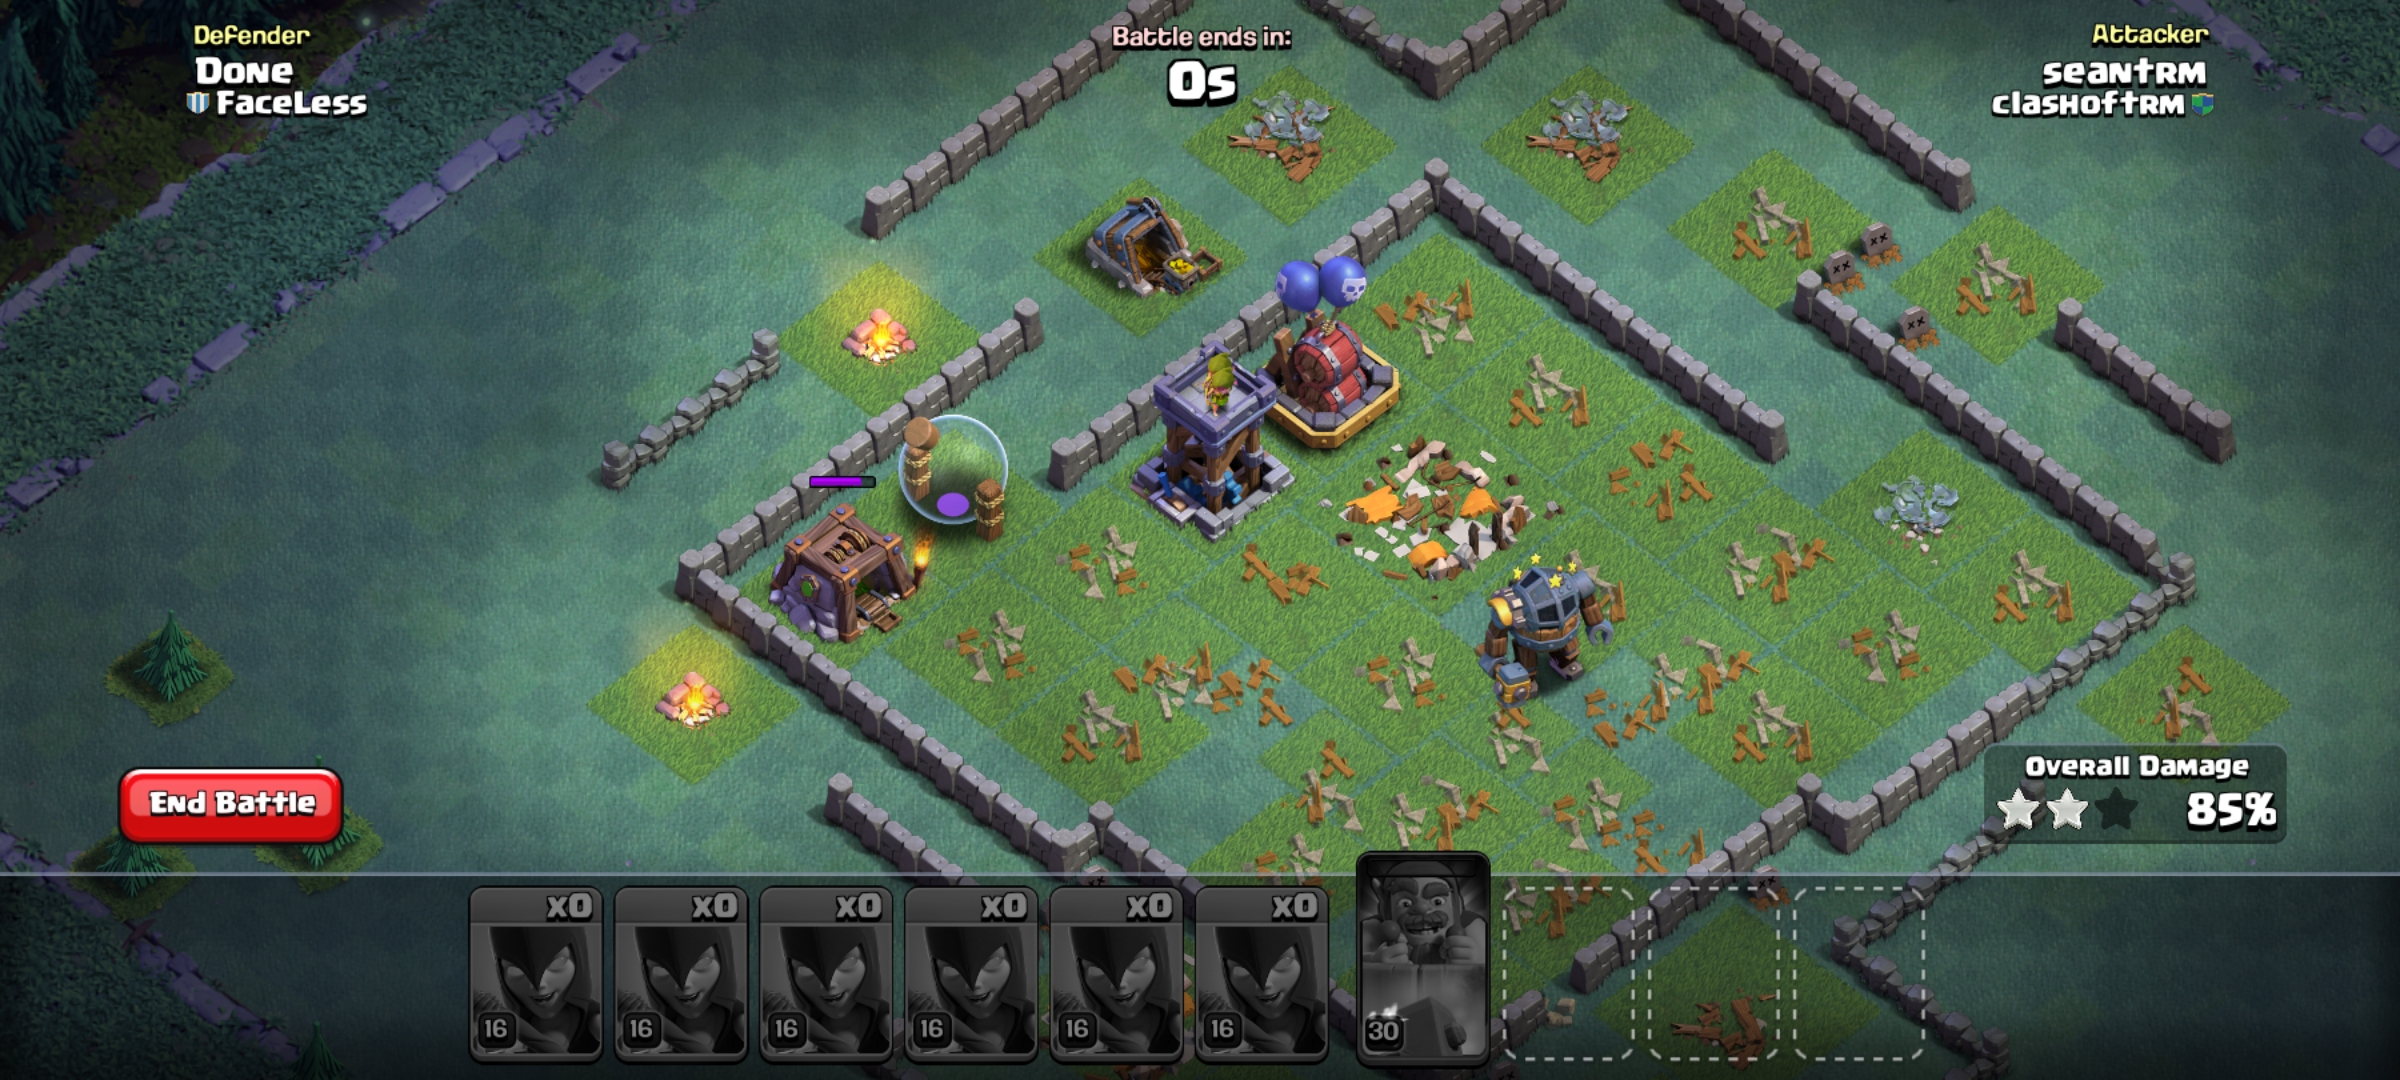 Defender
Done
FaceLess
Battle ends in:
0s
Attacker
seantRM
clashoftRM
End Battle
Overall Damage
85%
x0
x0
x0
x0
x0
x0
16
16
16
16
16
16
30